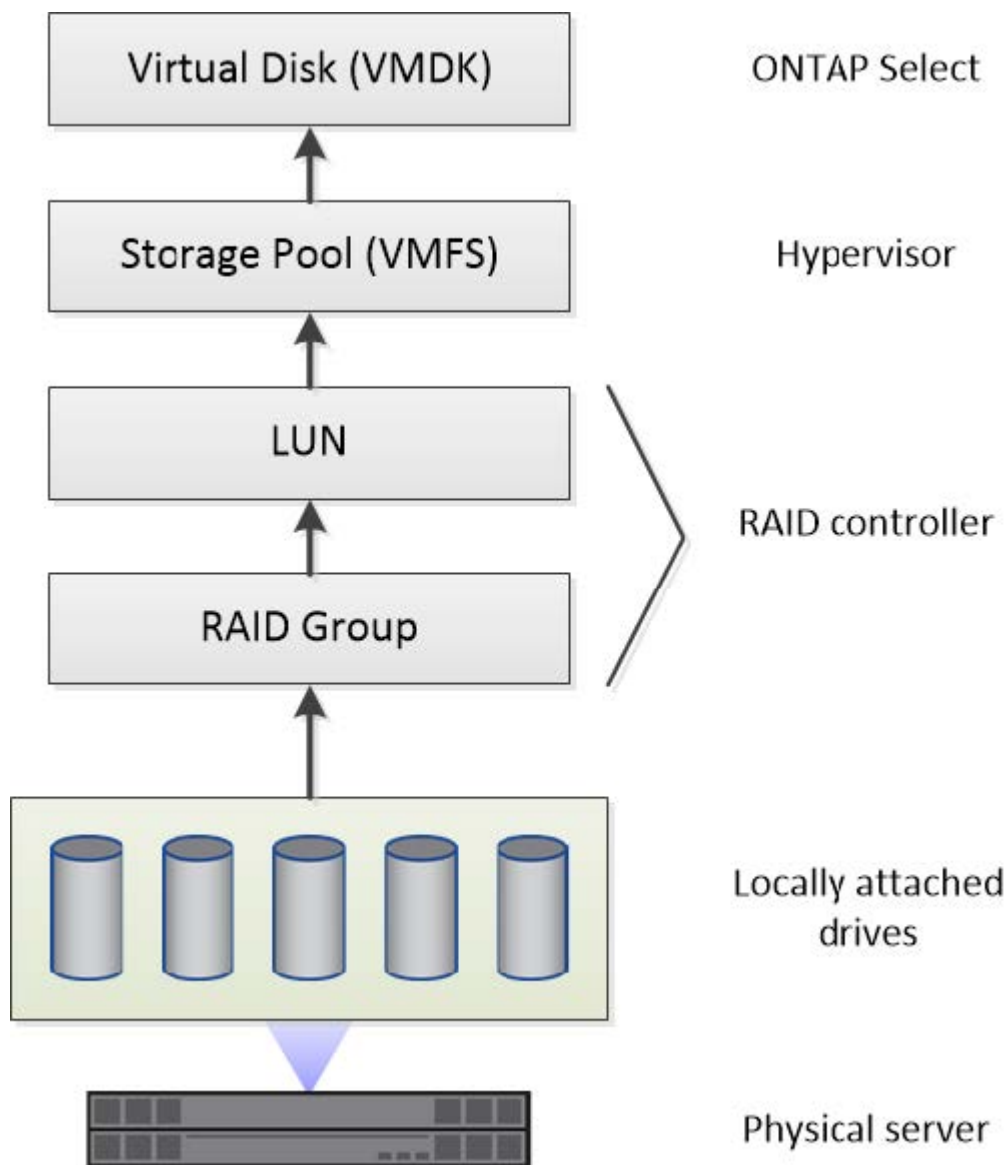 Virtual Disk (VMDK)
ONTAP Select
Storage Pool (VMFS)
Hypervisor
LUN
RAID controller
RAID Group
Locally attached
drives
Physical server